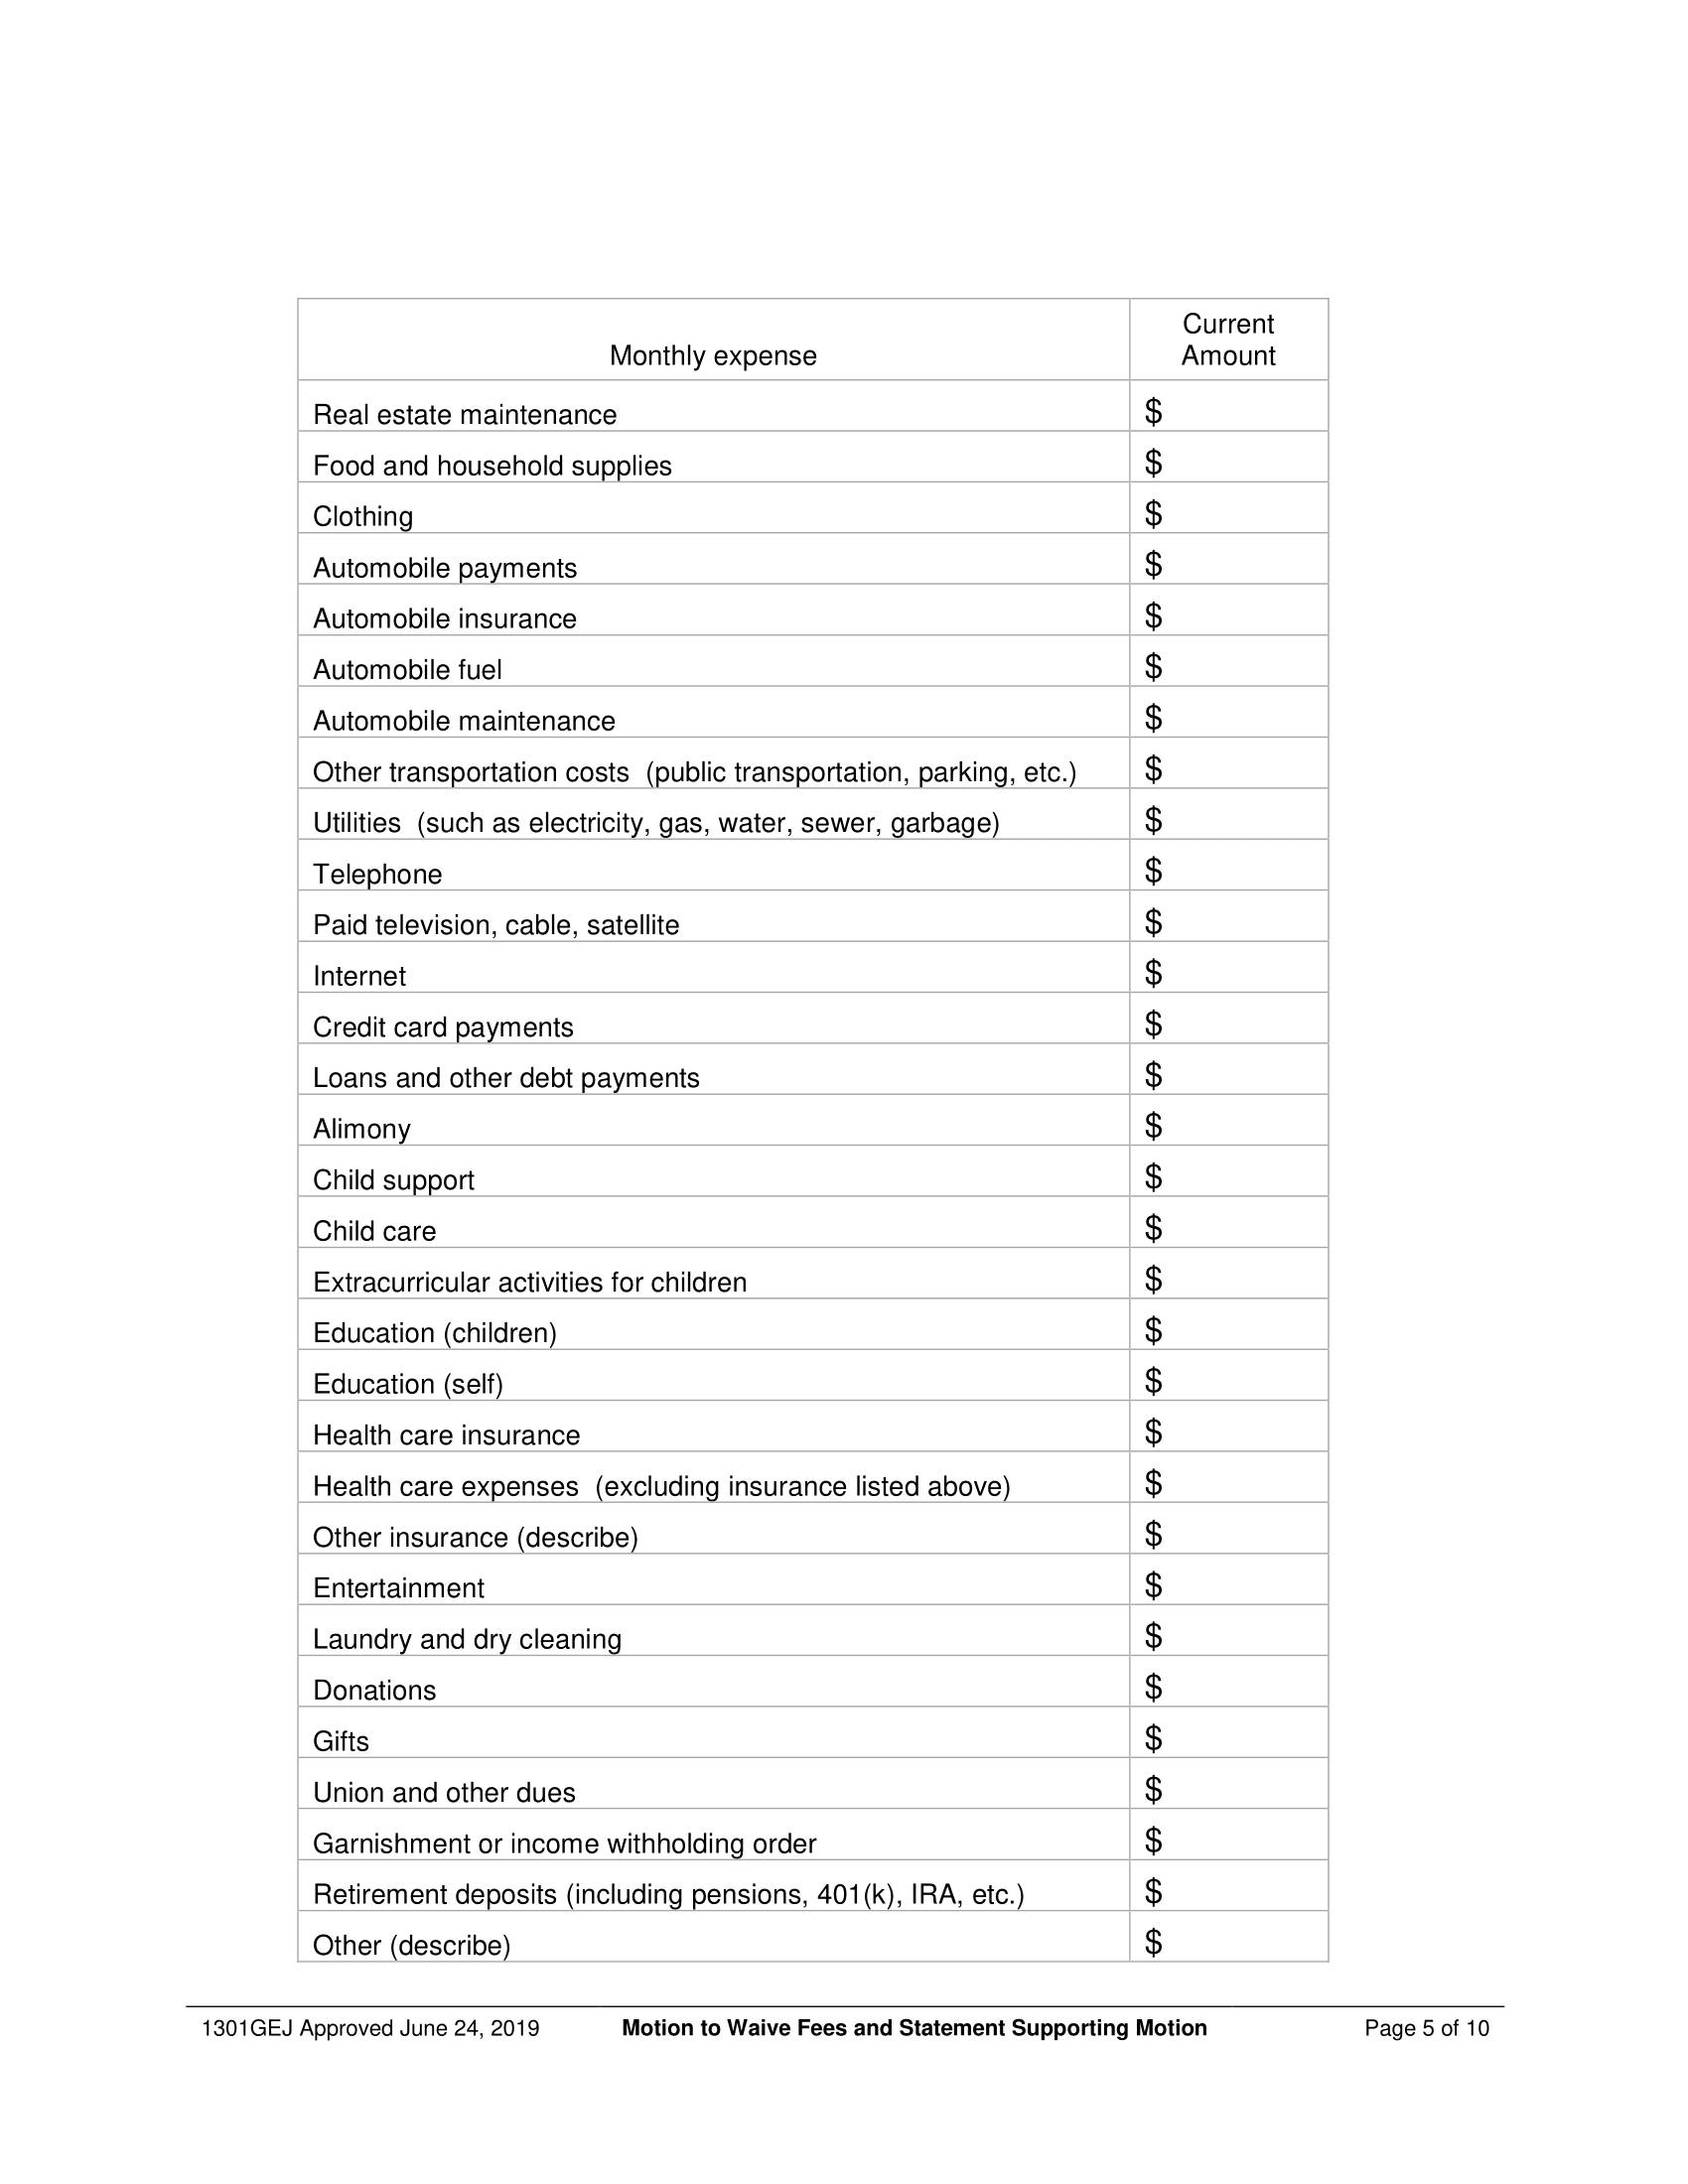 Monthly expense Current Amount
Real estate maintenance $
Food and household supplies $
Clothing $
Automobile payments $
Automobile insurance $
Automobile fuel $
Automobile maintenance $
Other transportation costs  (public transportation, parking, etc.) $
Utilities  (such as electricity, gas, water, sewer, garbage) $
Telephone $
Paid television, cable, satellite $
Internet $
Credit card payments $
Loans and other debt payments $
Alimony $
Child support $
Child care $
Extracurricular activities for children $
Education (children) $
Education (self) $
Health care insurance $
Health care expenses  (excluding insurance listed above) $
Other insurance (describe) $
Entertainment $
Laundry and dry cleaning $
Donations $
Gifts $
Union and other dues $
Garnishment or income withholding order $
Retirement deposits (including pensions, 401(k), IRA, etc.) $
Other (describe) $
1301GEJ Approved June 24, 2019 Motion to Waive Fees and Statement Supporting Motion Page 5 of 10